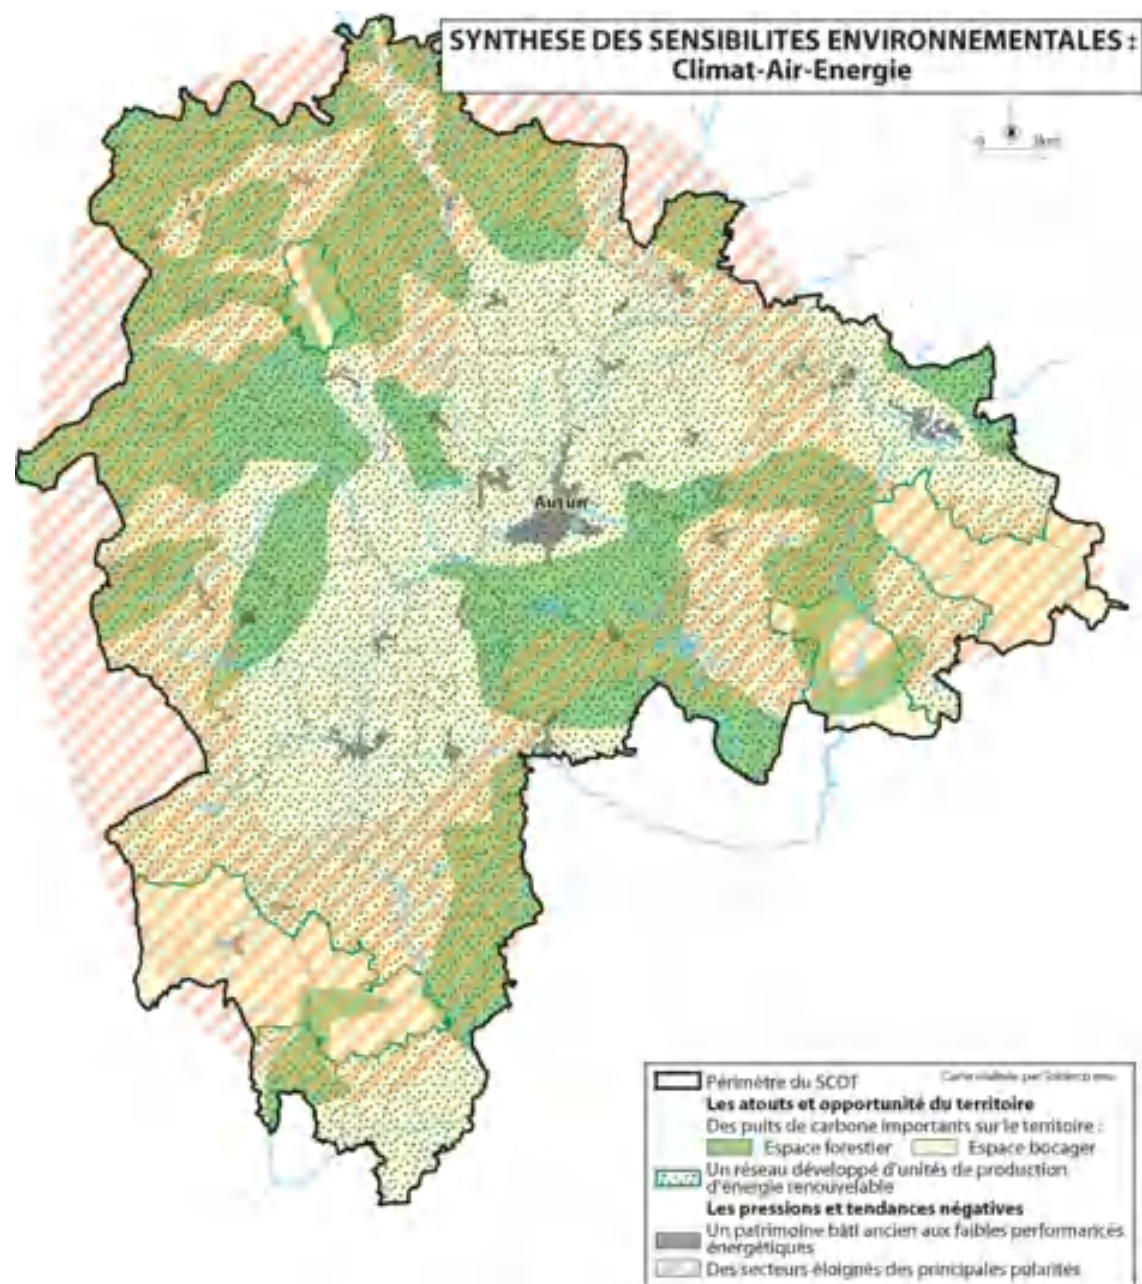 SYNTHESE DES SENSIBILITES ENVIRONNEMENTALES :
Climat-Air-Energie
Autun
Périmètre du SCOT
Les atouts et opportunité du territoire
Des puits de carbone importants sur le territoire :
Espace forestier Espace bocager
Un réseau développé d'unités de production
d'énergie renouvelable
Les pressions et tendances négatives
Un patrimoine bâti ancien aux faibles performances
énergétiques
Des secteurs éloignés des principales polarités